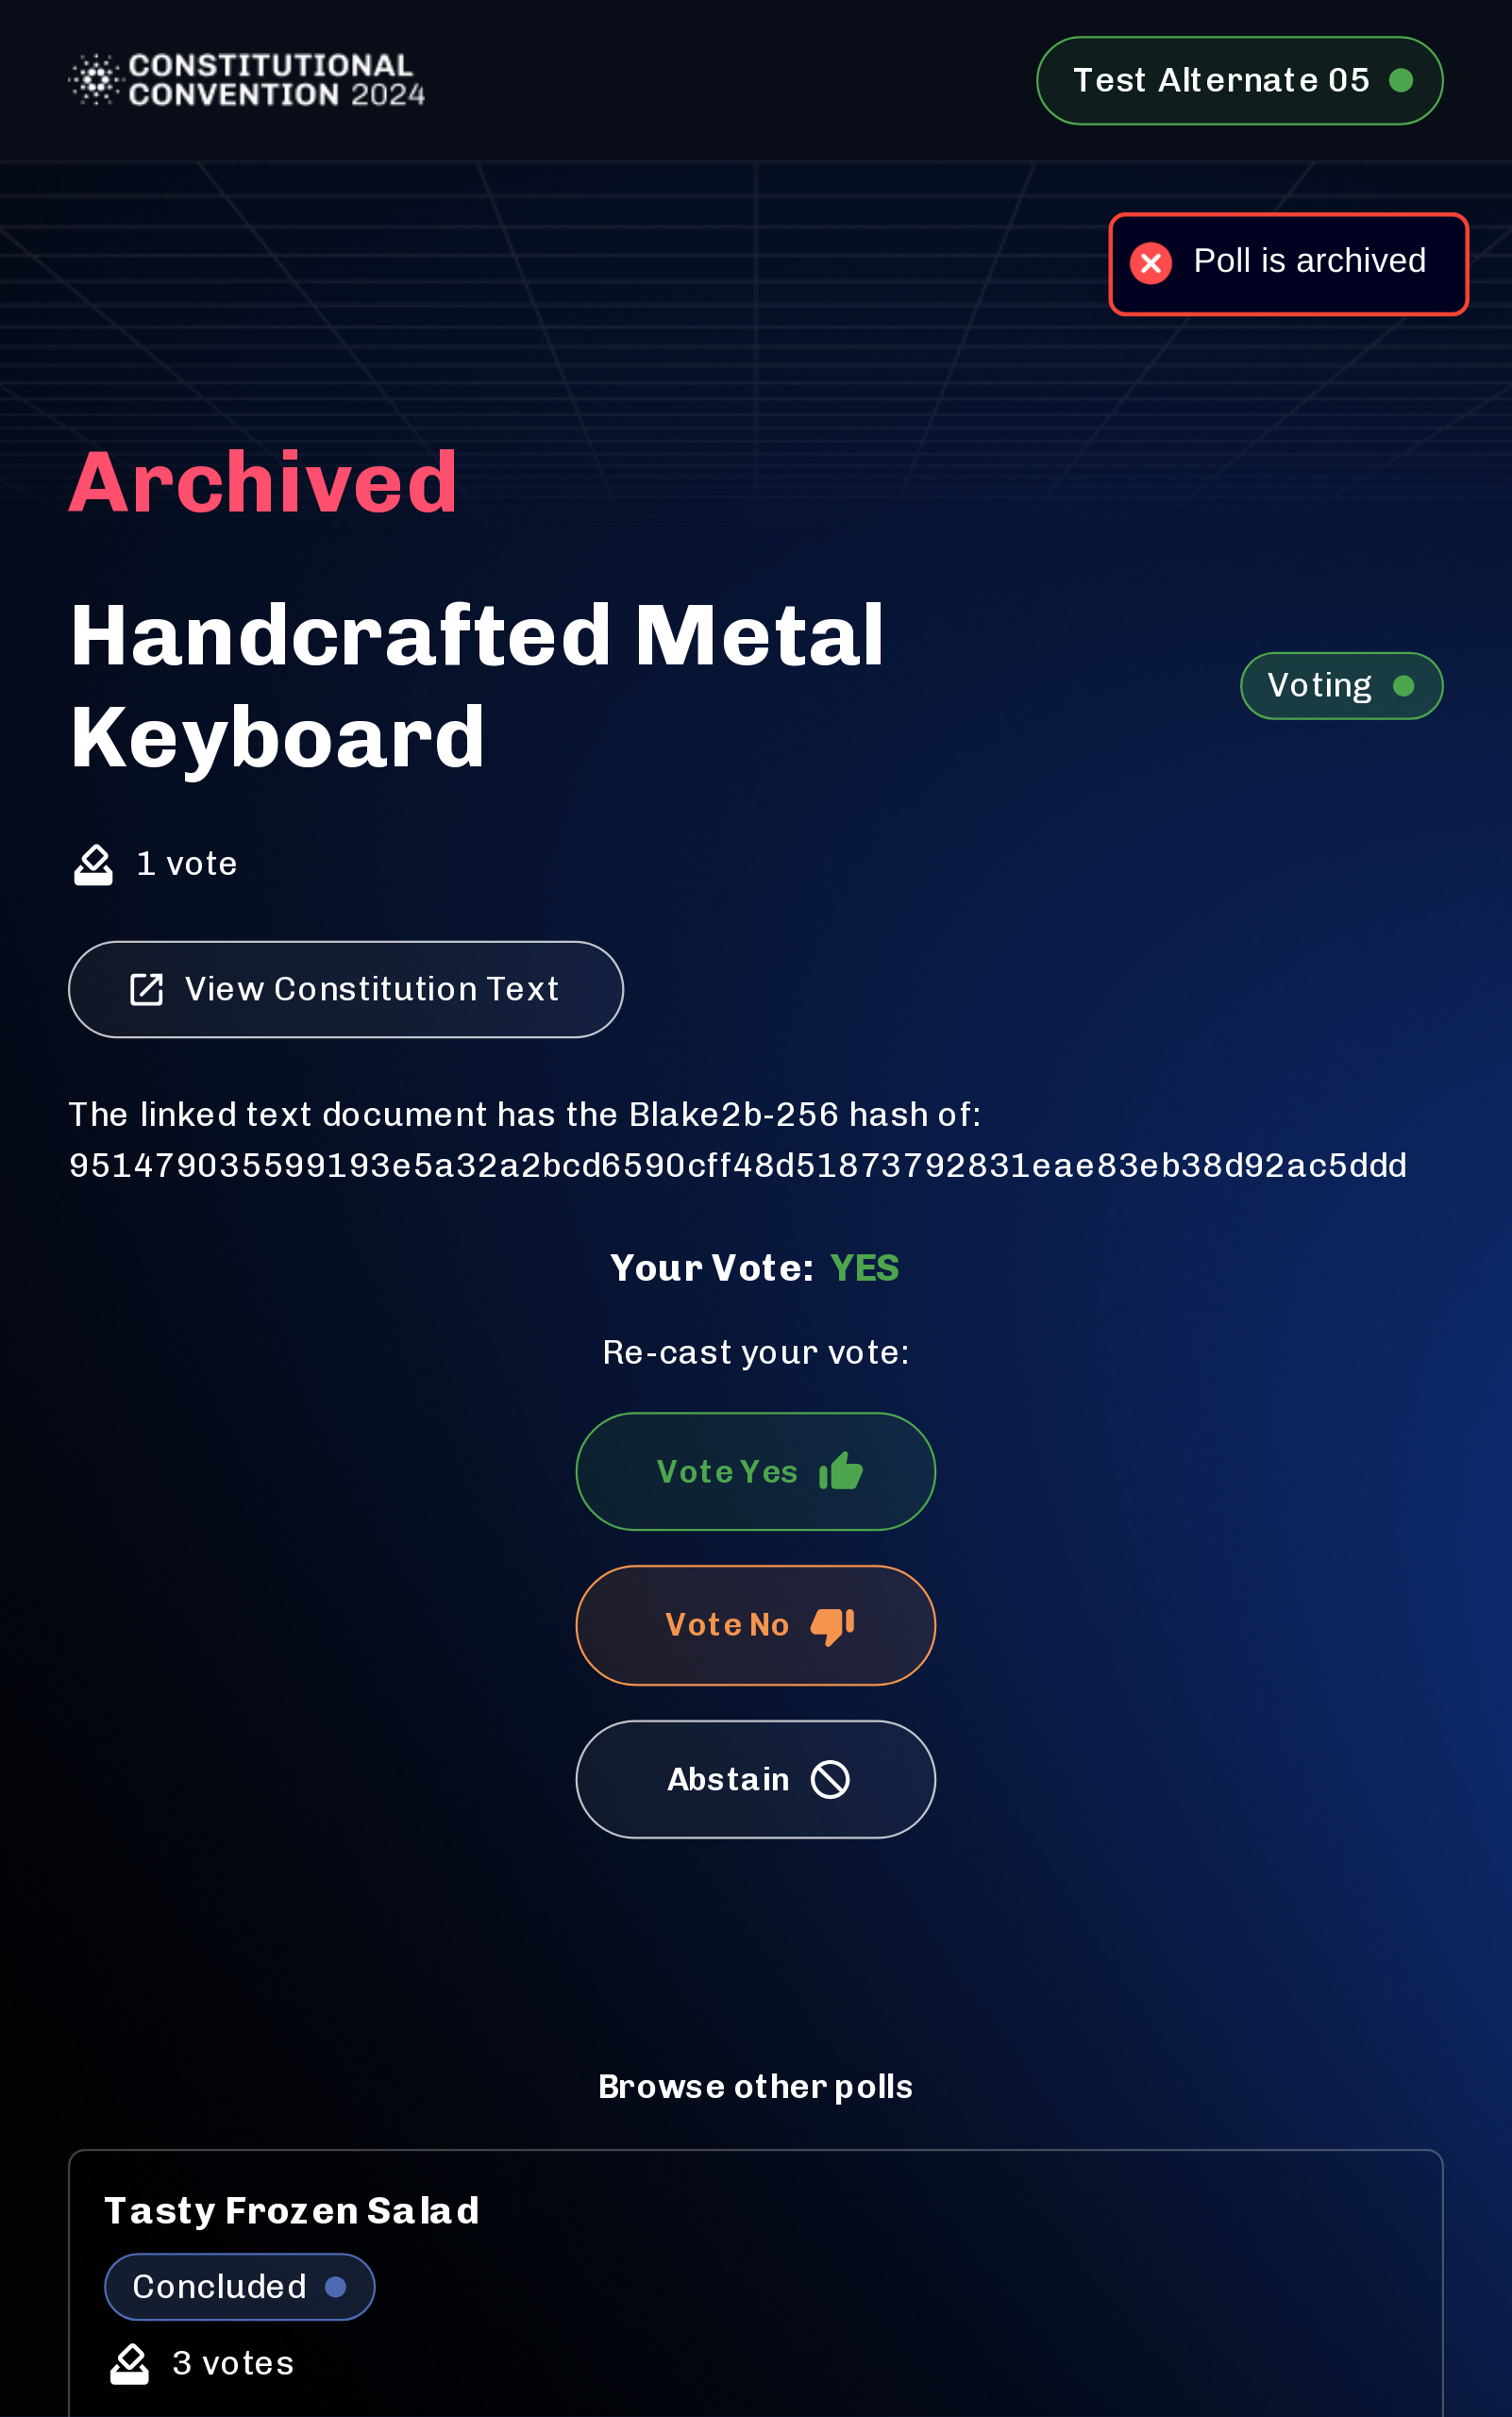 CONSTITUTIONAL
CONVENTION 2024
Test Alternate 05
Poll is archived
Archived
Handcrafted Metal
Keyboard
Voting
1 vote
View Constitution Text
The linked text document has the Blake2b-256 hash of:
951479035599193e5a32a2bcd6590cff48d51873792831eae83eb38d92ac5ddd
Your Vote: YES
Re-cast your vote:
Vote Yes
Vote No
Abstain
Browse other polls
Tasty Frozen Salad
Concluded
3 votes